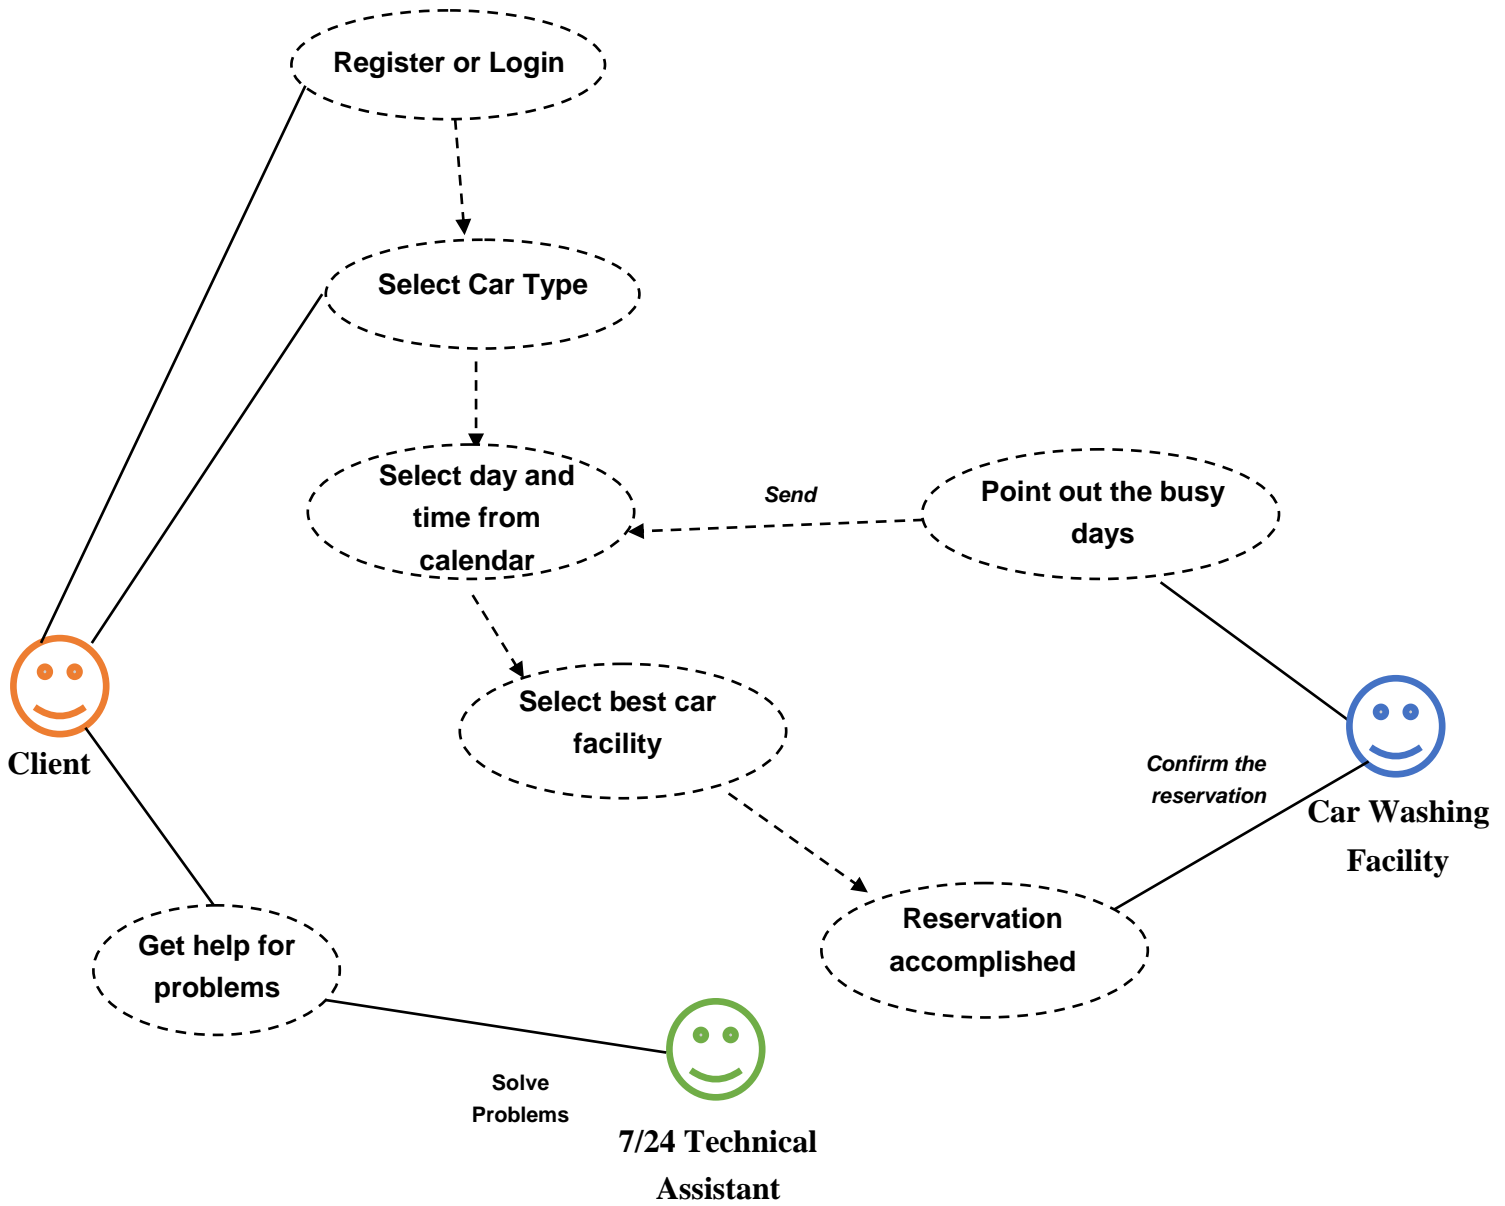 Register or Login
Select Car Type
Select day and
time from
calendar
Send
Point out the busy
days
Select best car
facility
Client
Confirm the
reservation
Car Washing
Facility
Reservation
accomplished
Get help for
problems
Solve
Problems
7/24 Technical
Assistant